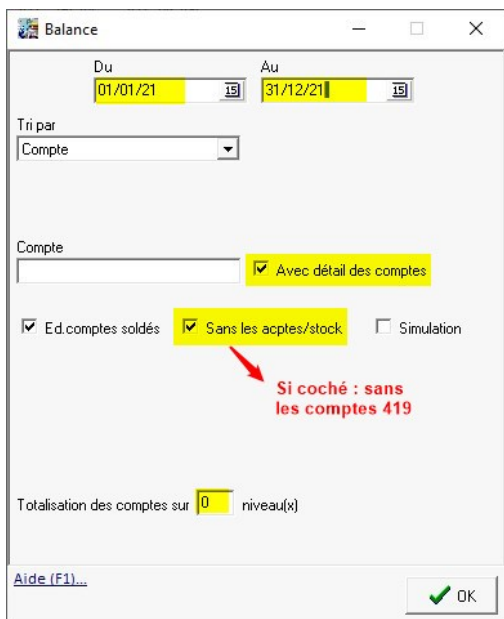 Balance
Du Au
01/01/21 15 31/12/21 15
Tri par
Compte
Compte
Avec détail des comptes
Ed.comptes soldés Sans les acptes/stock Simulation
Si coché : sans
les comptes 419
Totalisation des comptes sur 0 niveau(x)
Aide (F1)...
OK